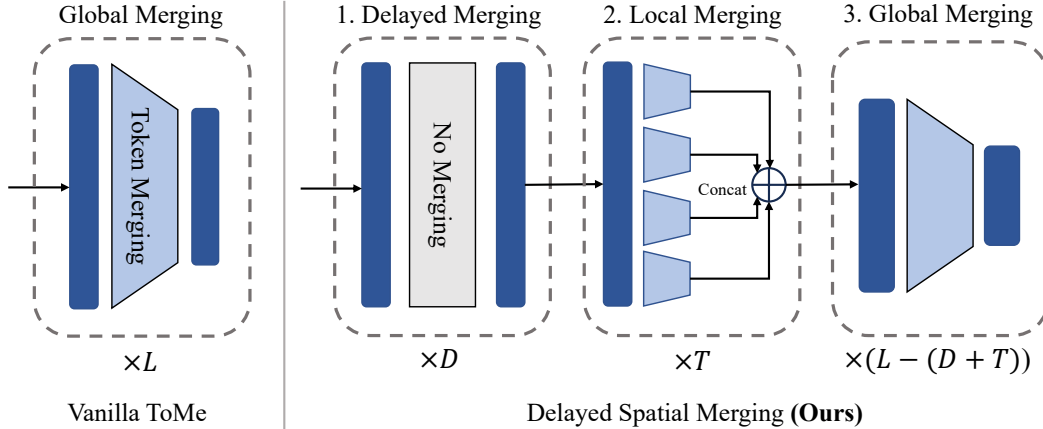 Global Merging
Token Merging
×L
Vanilla ToMe
1. Delayed Merging
No Merging
×D
2. Local Merging
Concat
×T
3. Global Merging
×(L − (D + T))
Delayed Spatial Merging (Ours)